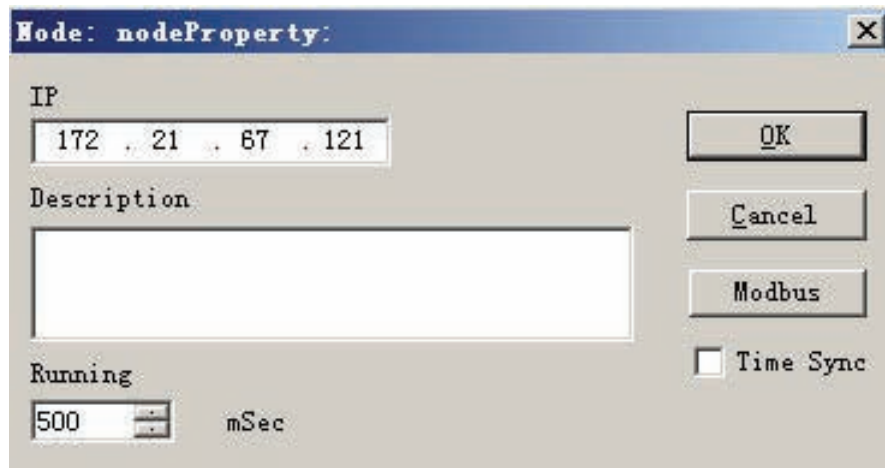 Node: nodeProperty:
IP
172 . 21 . 67 . 121
OK
Description
Cancel
Modbus
Time Sync
Running
500 mSec